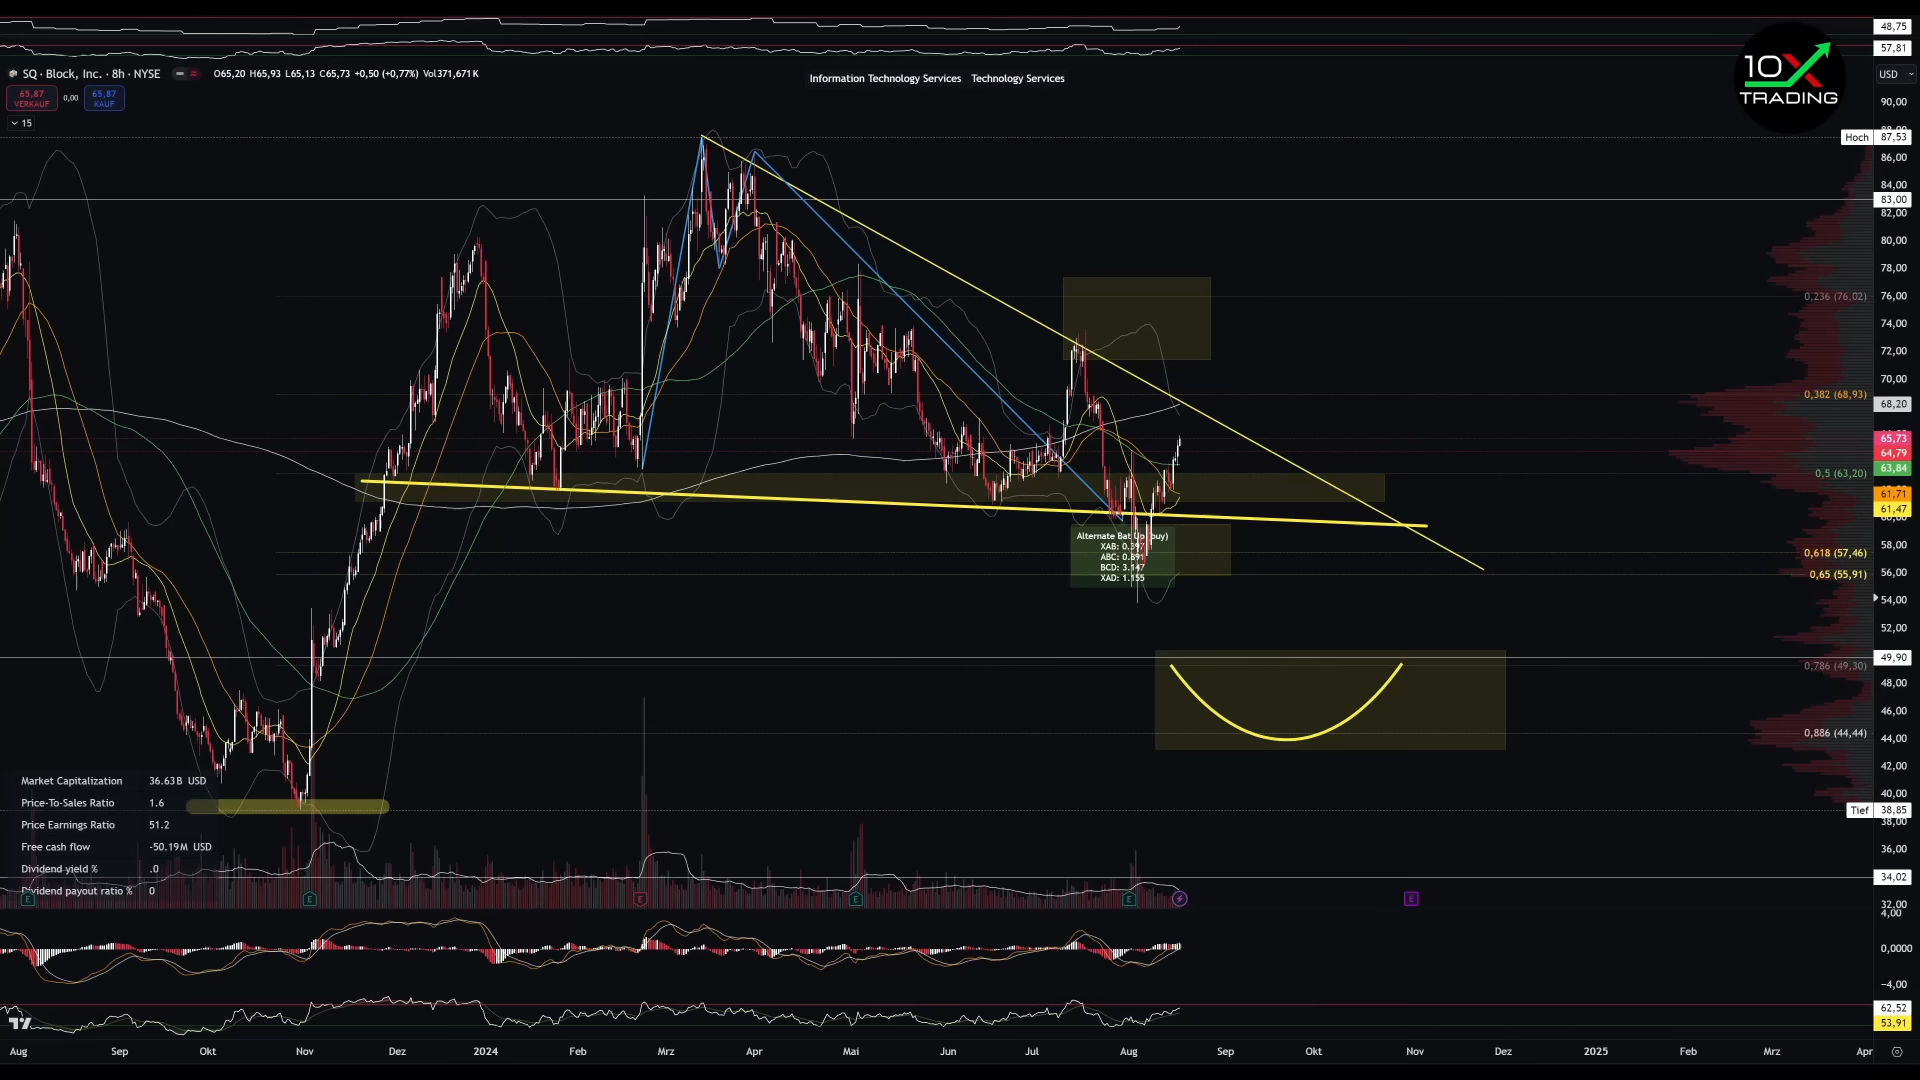 48,75
57,81
SQ · Block, Inc. · 8h · NYSE
O65,20 H65,93 L65,13 C65,73 +0,50 (+0,77%) Vol371,671K
Information Technology Services Technology Services
10X
TRADING
USD
65,87
VERKAUF
0,00
65,87
KAUF
15
90,00
Hoch 87,53
86,00
84,00
83,00
82,00
80,00
78,00
0,236 (76,02)
76,00
74,00
72,00
70,00
0,382 (68,93)
68,20
65,73
64,79
63,84
0,5 (63,20)
61,71
61,47
58,00
0,618 (57,46)
56,00
0,65 (55,91)
54,00
52,00
49,90
0,786 (49,30)
48,00
46,00
44,00
0,886 (44,44)
42,00
40,00
Tief 38,85
38,00
36,00
34,02
32,00
Alternate Bat Up (buy)
XAB: 0.397
ABC: 0.891
BCD: 3.147
XAD: 1.155
Market Capitalization 36.63B USD
Price-To-Sales Ratio 1.6
Price Earnings Ratio 51.2
Free cash flow -50.19M USD
Dividend yield % .0
Dividend payout ratio % 0
E E E E E E
4,00
0,0000
−4,00
62,52
53,91
Aug Sep Okt Nov Dez 2024 Feb Mrz Apr Mai Jun Jul Aug Sep Okt Nov Dez 2025 Feb Mrz Apr